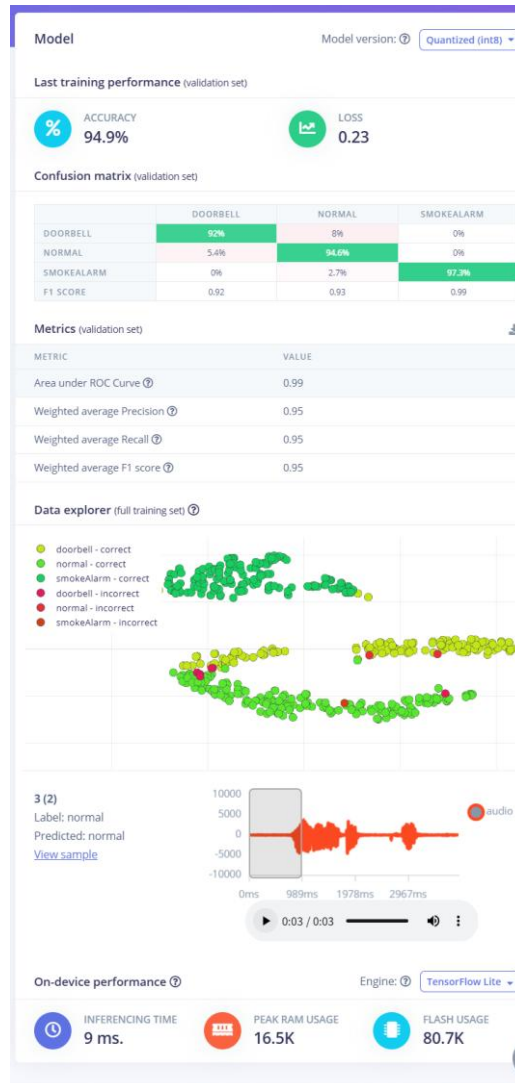 Model Model version: Quantized (int8)
Last training performance (validation set)
% ACCURACY LOSS
94.9% 0.23
Confusion matrix (validation set)
DOORBELL NORMAL SMOKEALARM
DOORBELL 92% 8% 0%
NORMAL 5.4% 94.6% 0%
SMOKEALARM 0% 2.7% 97.3%
F1 SCORE 0.92 0.93 0.99
Metrics (validation set)
METRIC VALUE
Area under ROC Curve 0.99
Weighted average Precision 0.95
Weighted average Recall 0.95
Weighted average F1 score 0.95
Data explorer (full training set)
doorbell - correct
normal - correct
smokeAlarm - correct
doorbell - incorrect
normal - incorrect
smokeAlarm - incorrect
3 (2)
Label: normal
Predicted: normal
View sample
10000
5000
0
-5000
-10000
0ms 989ms 1978ms 2967ms
audio
0:03 / 0:03
On-device performance Engine: TensorFlow Lite
INFERENCING TIME PEAK RAM USAGE FLASH USAGE
9 ms. 16.5K 80.7K